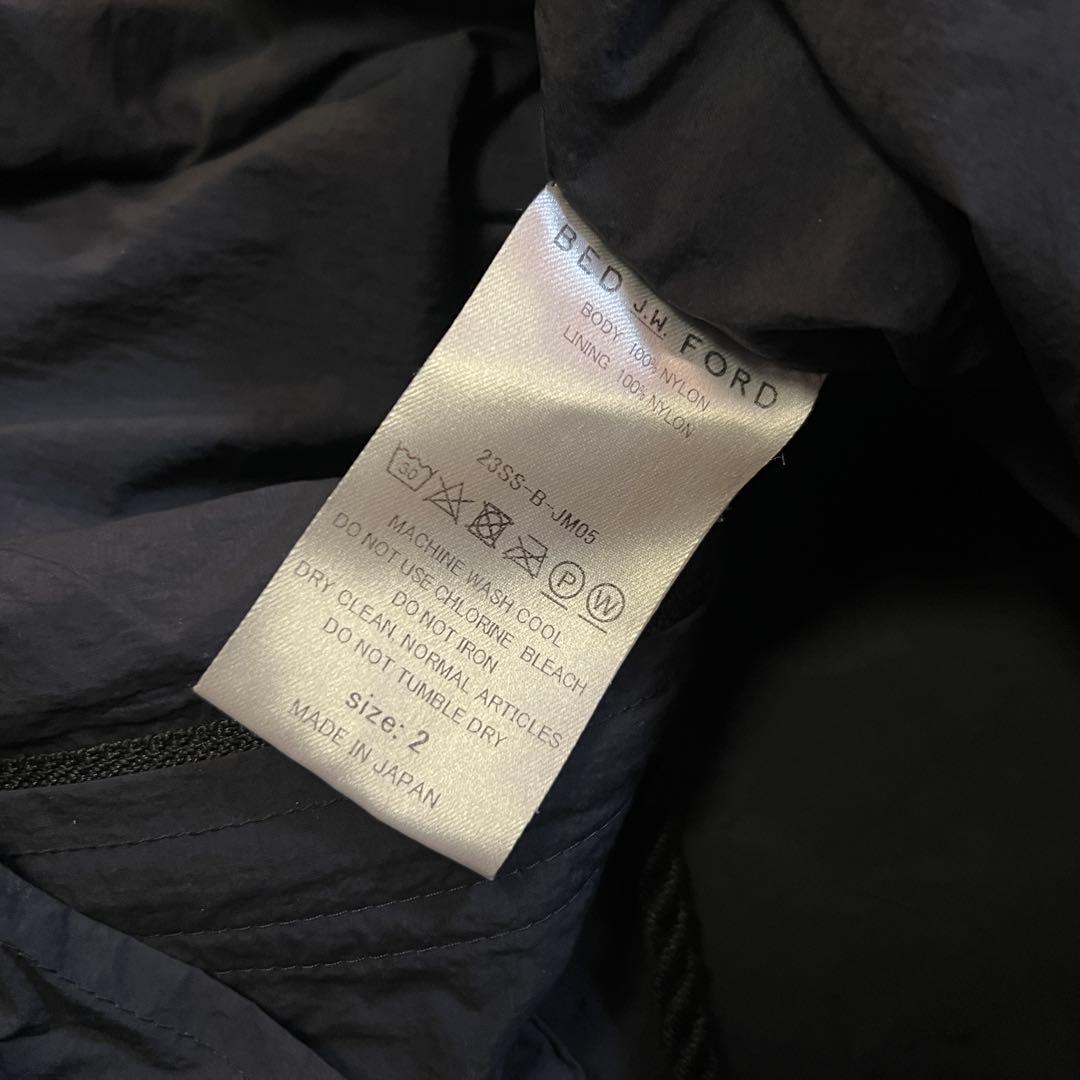 BED J.W. FORD
BODY 100% NYLON
LINING 100% NYLON
23SS-B-JM05
30 P W
MACHINE WASH COOL
DO NOT USE CHLORINE BLEACH
DO NOT IRON
DRY CLEAN, NORMAL ARTICLES
DO NOT TUMBLE DRY
size: 2
MADE IN JAPAN